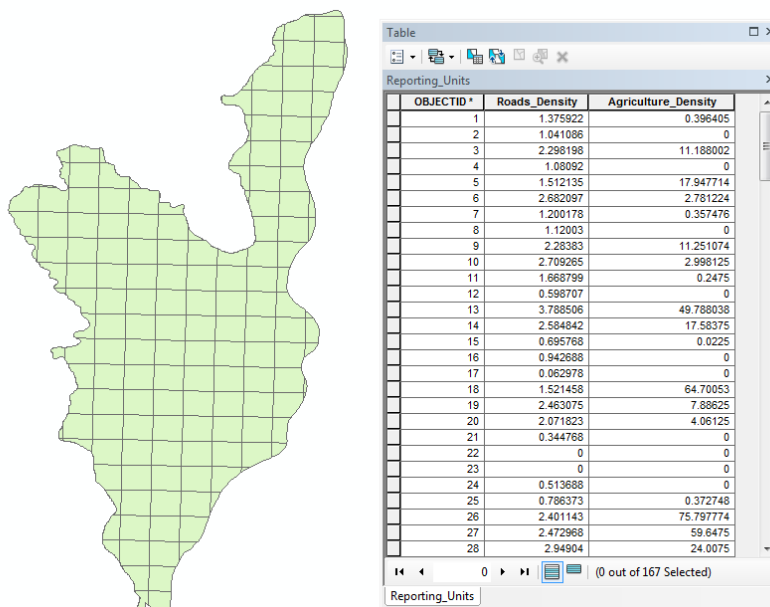 Table
Reporting_Units
OBJECTID * Roads_Density Agriculture_Density
1 1.375922 0.396405
2 1.041086 0
3 2.298198 11.188002
4 1.08092 0
5 1.512135 17.947714
6 2.682097 2.781224
7 1.200178 0.357476
8 1.12003 0
9 2.28383 11.251074
10 2.709265 2.998125
11 1.668799 0.2475
12 0.598707 0
13 3.788506 49.788038
14 2.584842 17.58375
15 0.695768 0.0225
16 0.942688 0
17 0.062978 0
18 1.521458 64.70053
19 2.463075 7.88625
20 2.071823 4.06125
21 0.344768 0
22 0 0
23 0 0
24 0.513688 0
25 0.786373 0.372748
26 2.401143 75.797774
27 2.472968 59.6475
28 2.94904 24.0075
0 (0 out of 167 Selected)
Reporting_Units